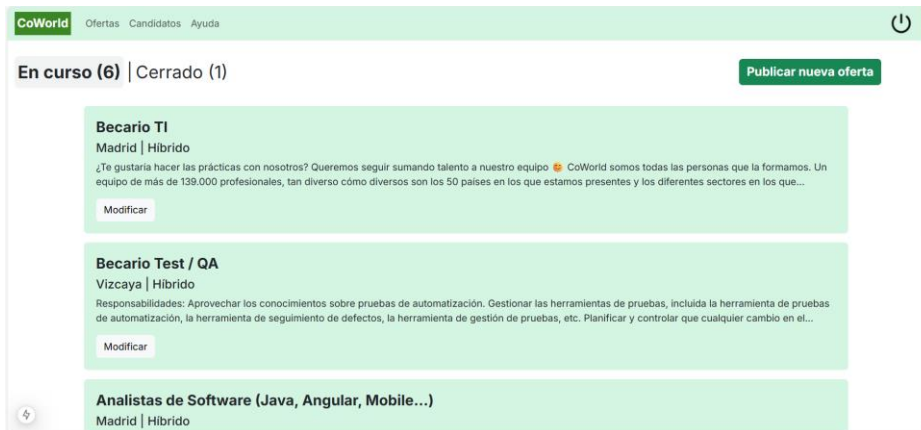 CoWorld Ofertas Candidatos Ayuda
En curso (6) | Cerrado (1)
Publicar nueva oferta
Becario TI
Madrid | Híbrido
¿Te gustaría hacer las prácticas con nosotros? Queremos seguir sumando talento a nuestro equipo 😊 CoWorld somos todas las personas que la formamos. Un
equipo de más de 139.000 profesionales, tan diverso cómo diversos son los 50 países en los que estamos presentes y los diferentes sectores en los que...
Modificar
Becario Test / QA
Vizcaya | Híbrido
Responsabilidades: Aprovechar los conocimientos sobre pruebas de automatización. Gestionar las herramientas de pruebas, incluida la herramienta de pruebas
de automatización, la herramienta de seguimiento de defectos, la herramienta de gestión de pruebas, etc. Planificar y controlar que cualquier cambio en el...
Modificar
Analistas de Software (Java, Angular, Mobile...)
Madrid | Híbrido